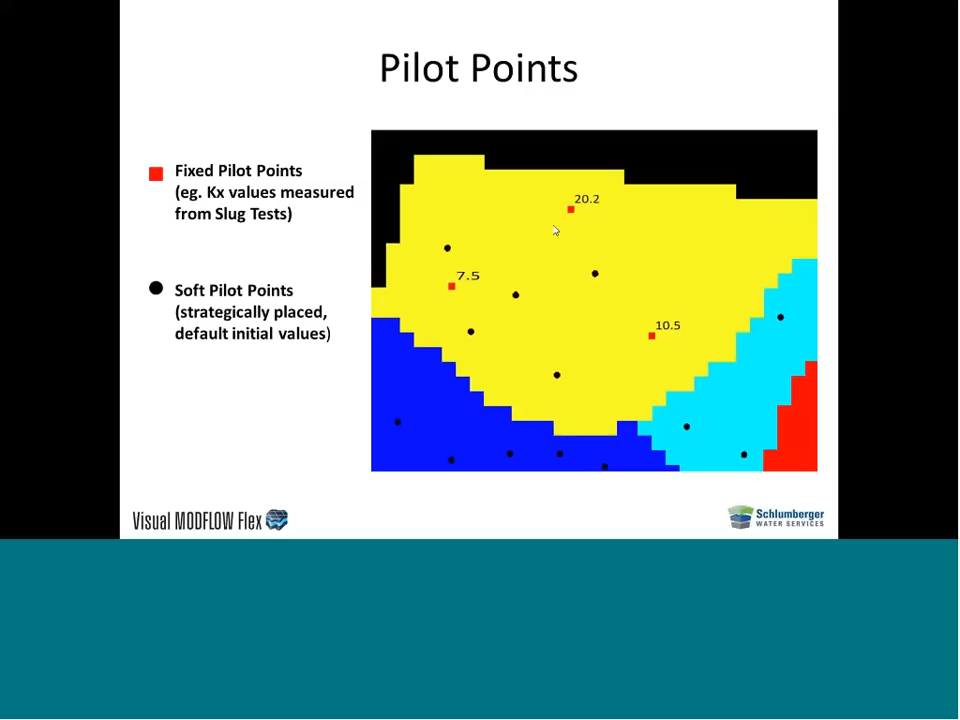 Pilot Points
Fixed Pilot Points
(eg. Kx values measured
from Slug Tests)
Soft Pilot Points
(strategically placed,
default initial values)
20.2
7.5
10.5
Visual MODFLOW Flex
Schlumberger
WATER SERVICES